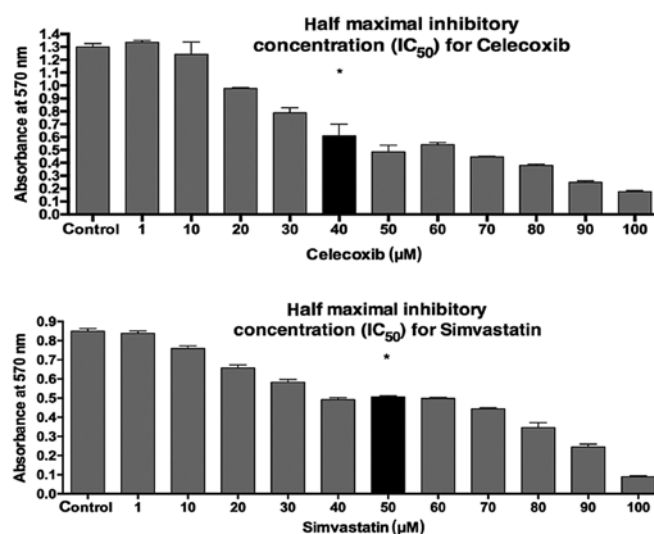 Half maximal inhibitory
concentration (IC50) for Celecoxib
*
Absorbance at 570 nm
1.4
1.3
1.2
1.1
1.0
0.9
0.8
0.7
0.6
0.5
0.4
0.3
0.2
0.1
0.0
Control 1 10 20 30 40 50 60 70 80 90 100
Celecoxib (µM)
Half maximal inhibitory
concentration (IC50) for Simvastatin
*
Absorbance at 570 nm
0.9
0.8
0.7
0.6
0.5
0.4
0.3
0.2
0.1
0.0
Control 1 10 20 30 40 50 60 70 80 90 100
Simvastatin (µM)